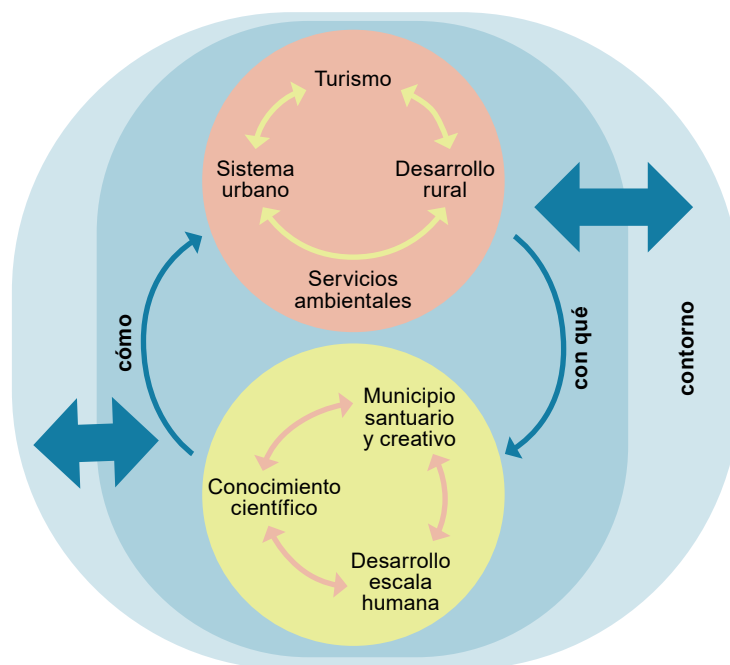 Turismo
Sistema
urbano
Desarrollo
rural
Servicios
ambientales
cómo
con qué
contorno
Municipio
santuario
y creativo
Conocimiento
científico
Desarrollo
escala
humana